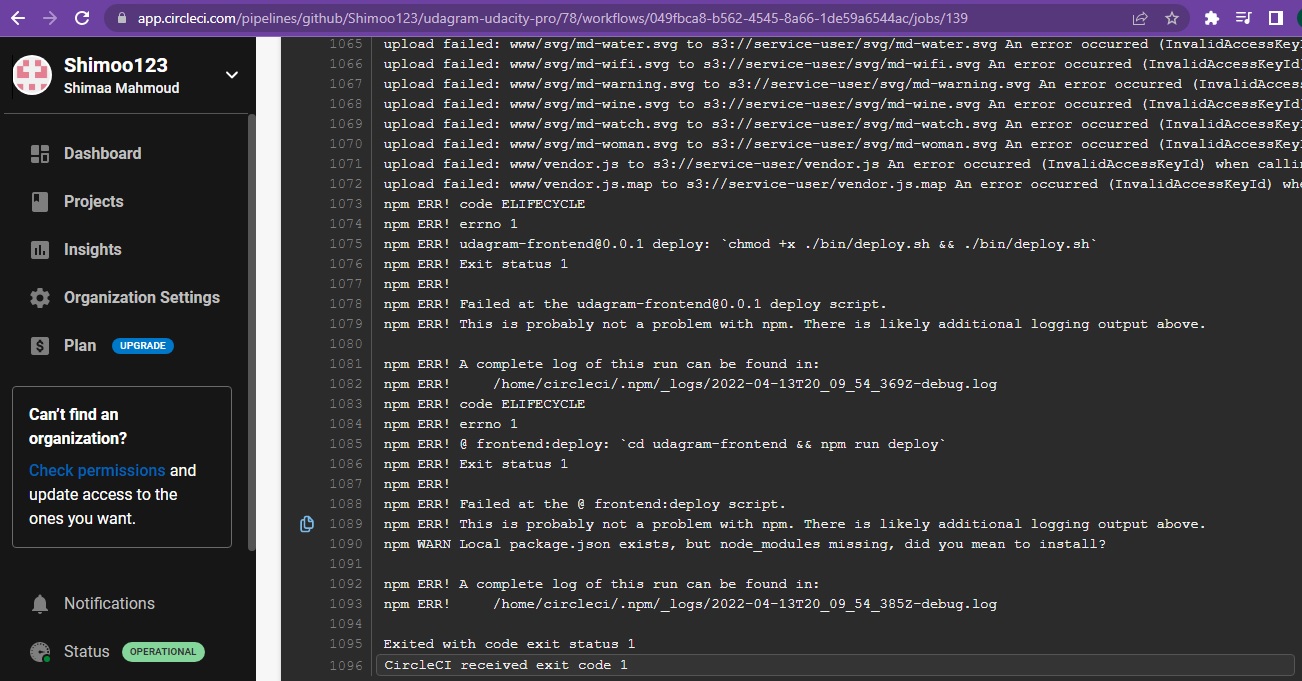 app.circleci.com/pipelines/github/Shimoo123/udagram-udacity-pro/78/workflows/049fbca8-b562-4545-8a66-1de59a6544ac/jobs/139
Shimoo123
Shimaa Mahmoud
Dashboard
Projects
Insights
Organization Settings
Plan UPGRADE
Can't find an
organization?
Check permissions and
update access to the
ones you want.
Notifications
Status OPERATIONAL
1065 upload failed: www/svg/md-water.svg to s3://service-user/svg/md-water.svg An error occurred (InvalidAccessKeyI
1066 upload failed: www/svg/md-wifi.svg to s3://service-user/svg/md-wifi.svg An error occurred (InvalidAccessKeyId)
1067 upload failed: www/svg/md-warning.svg to s3://service-user/svg/md-warning.svg An error occurred (InvalidAccess
1068 upload failed: www/svg/md-wine.svg to s3://service-user/svg/md-wine.svg An error occurred (InvalidAccessKeyId)
1069 upload failed: www/svg/md-watch.svg to s3://service-user/svg/md-watch.svg An error occurred (InvalidAccessKeyI
1070 upload failed: www/svg/md-woman.svg to s3://service-user/svg/md-woman.svg An error occurred (InvalidAccessKeyI
1071 upload failed: www/vendor.js to s3://service-user/vendor.js An error occurred (InvalidAccessKeyId) when callin
1072 upload failed: www/vendor.js.map to s3://service-user/vendor.js.map An error occurred (InvalidAccessKeyId) whe
1073 npm ERR! code ELIFECYCLE
1074 npm ERR! errno 1
1075 npm ERR! udagram-frontend@0.0.1 deploy: `chmod +x ./bin/deploy.sh && ./bin/deploy.sh`
1076 npm ERR! Exit status 1
1077 npm ERR!
1078 npm ERR! Failed at the udagram-frontend@0.0.1 deploy script.
1079 npm ERR! This is probably not a problem with npm. There is likely additional logging output above.
1080
1081 npm ERR! A complete log of this run can be found in:
1082 npm ERR!     /home/circleci/.npm/_logs/2022-04-13T20_09_54_369Z-debug.log
1083 npm ERR! code ELIFECYCLE
1084 npm ERR! errno 1
1085 npm ERR! @ frontend:deploy: `cd udagram-frontend && npm run deploy`
1086 npm ERR! Exit status 1
1087 npm ERR!
1088 npm ERR! Failed at the @ frontend:deploy script.
1089 npm ERR! This is probably not a problem with npm. There is likely additional logging output above.
1090 npm WARN Local package.json exists, but node_modules missing, did you mean to install?
1091
1092 npm ERR! A complete log of this run can be found in:
1093 npm ERR!     /home/circleci/.npm/_logs/2022-04-13T20_09_54_385Z-debug.log
1094
1095 Exited with code exit status 1
1096 CircleCI received exit code 1